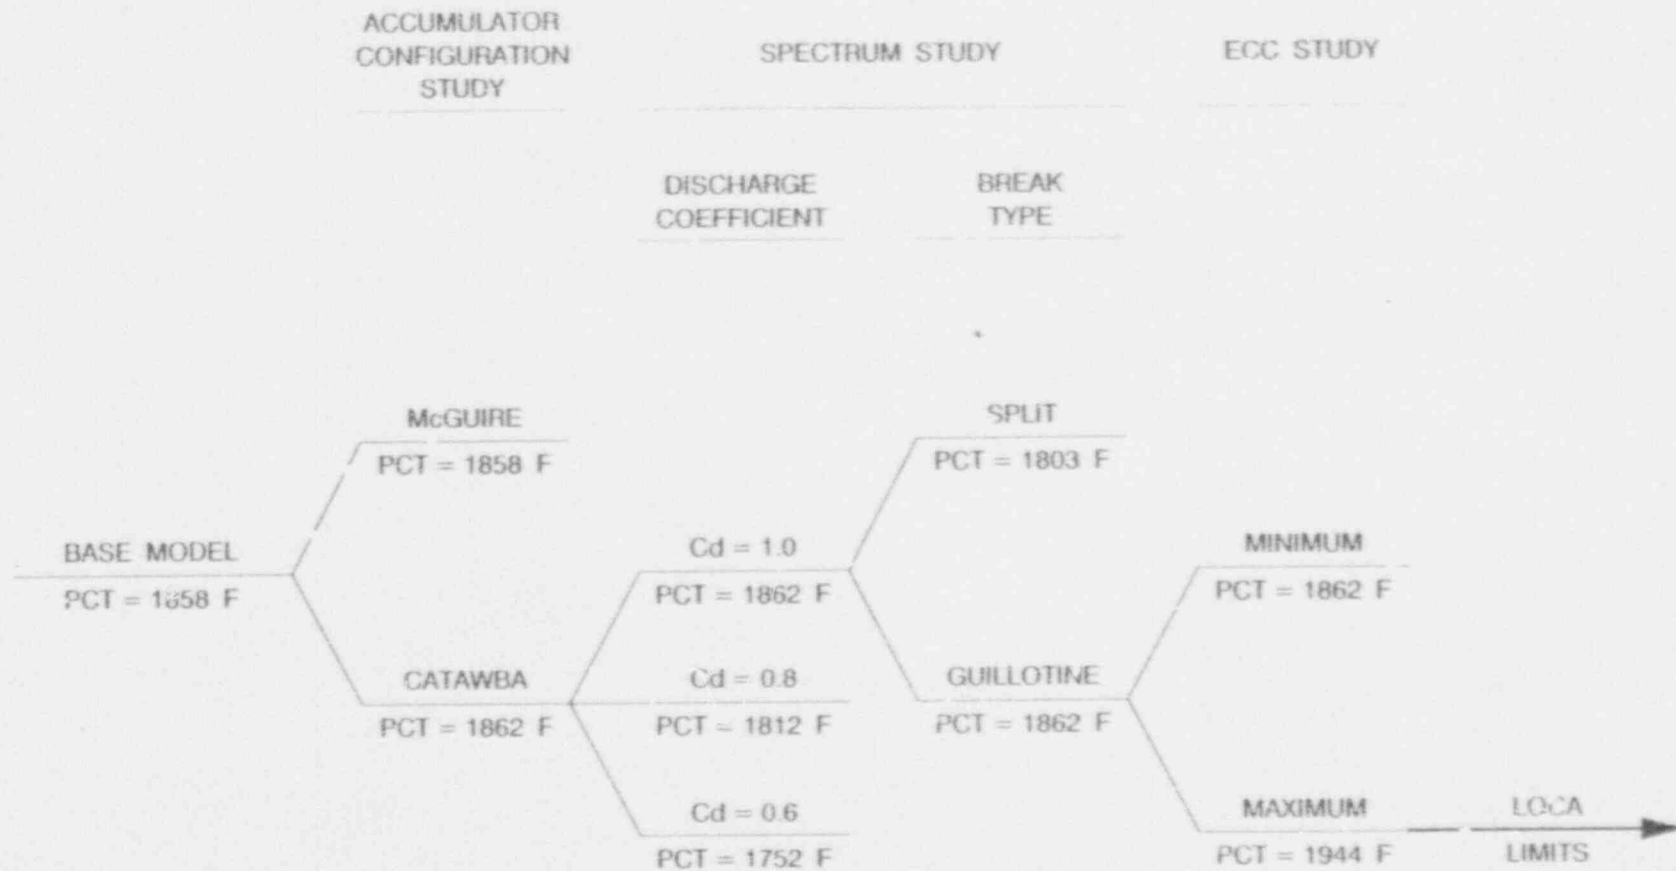 ACCUMULATOR
CONFIGURATION
STUDY
SPECTRUM STUDY
ECC STUDY
DISCHARGE
COEFFICIENT
BREAK
TYPE
McGUIRE
PCT = 1858 F
SPLIT
PCT = 1803 F
BASE MODEL
PCT = 1858 F
Cd = 1.0
PCT = 1862 F
MINIMUM
PCT = 1862 F
CATAWBA
PCT = 1862 F
Cd = 0.8
PCT = 1812 F
GUILLOTINE
PCT = 1862 F
Cd = 0.6
PCT = 1752 F
MAXIMUM
PCT = 1944 F
LOCA
LIMITS